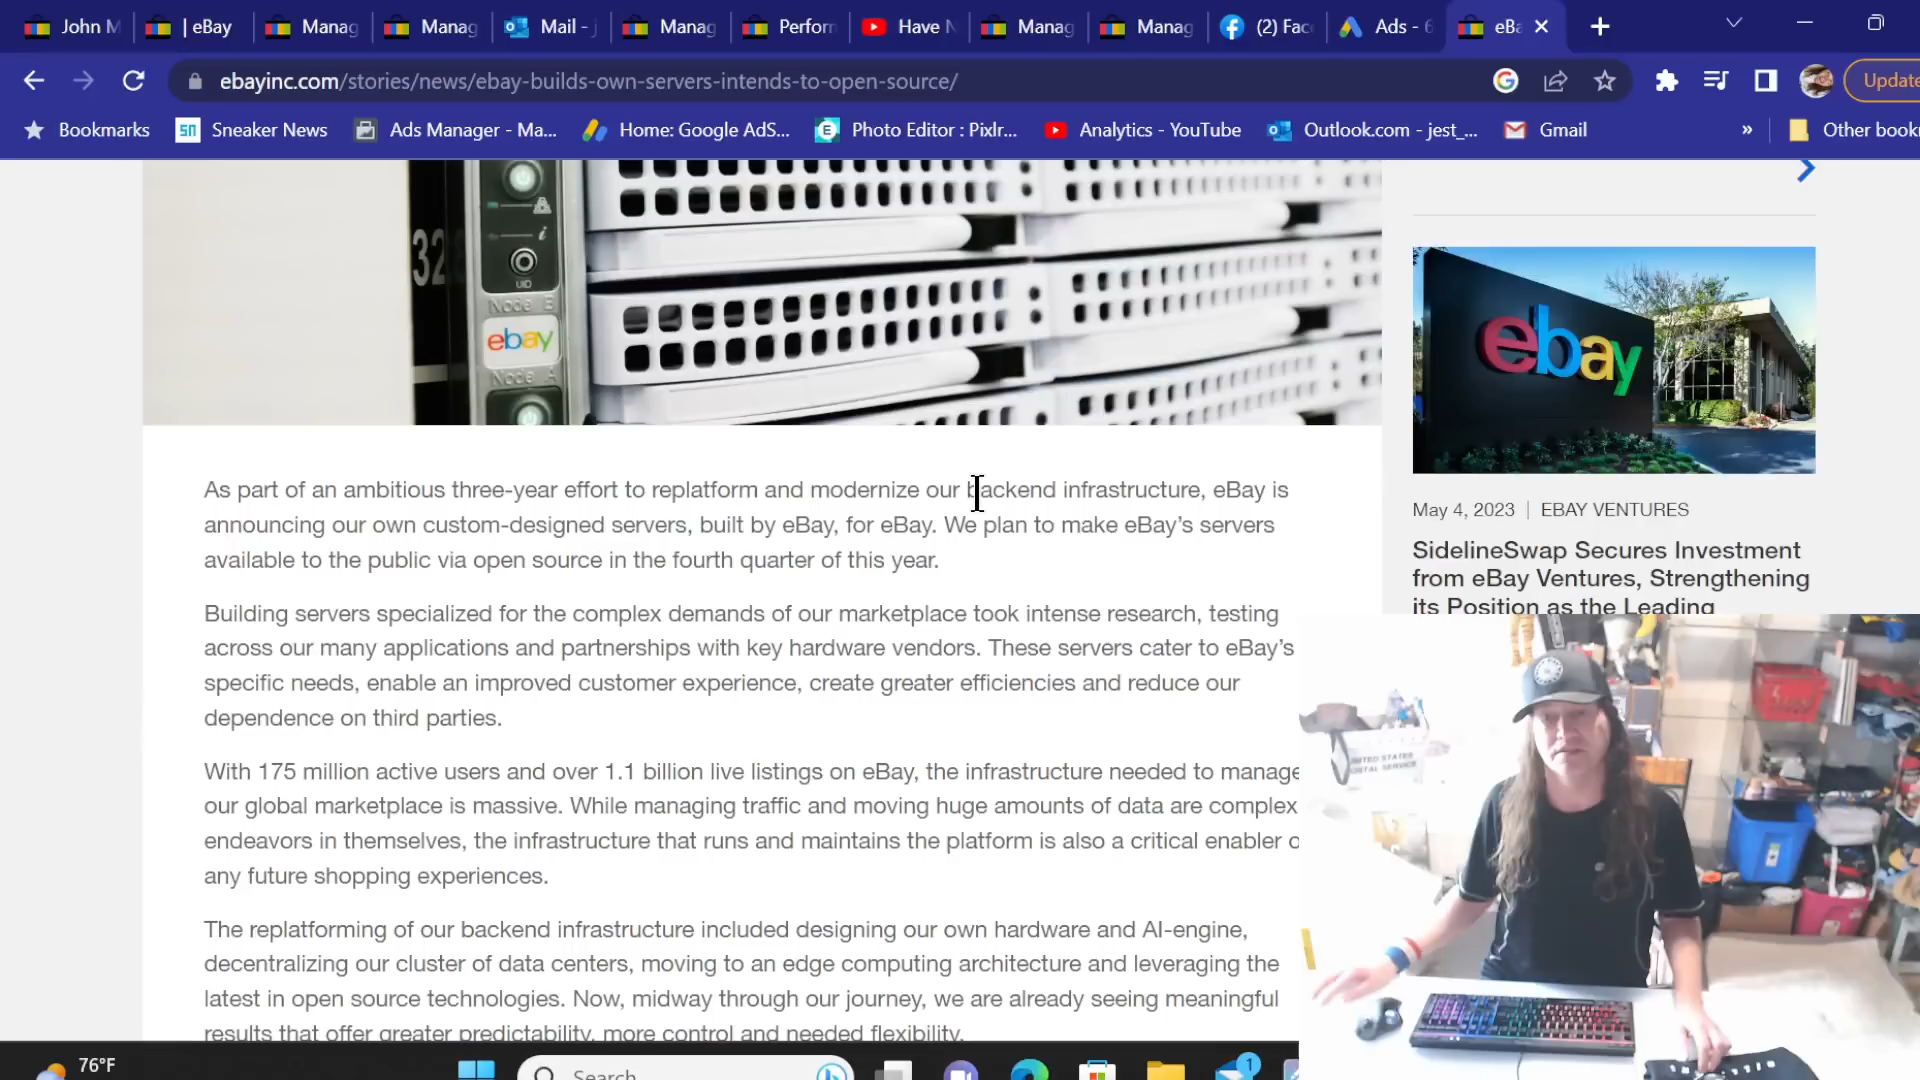 John M
| eBay
Manag
Manag
Mail - j
Manag
Perforn
Have N
Manag
Manag
(2) Fac
Ads - 6
eBa
ebayinc.com/stories/news/ebay-builds-own-servers-intends-to-open-source/
Update
Bookmarks
Sneaker News
Ads Manager - Ma...
Home: Google AdS...
Photo Editor : Pixlr...
Analytics - YouTube
Outlook.com - jest_...
Gmail
»
Other book
32
UID
Node B
ebay
Node A
ebay
As part of an ambitious three-year effort to replatform and modernize our backend infrastructure, eBay is
announcing our own custom-designed servers, built by eBay, for eBay. We plan to make eBay's servers
available to the public via open source in the fourth quarter of this year.
Building servers specialized for the complex demands of our marketplace took intense research, testing
across our many applications and partnerships with key hardware vendors. These servers cater to eBay's
specific needs, enable an improved customer experience, create greater efficiencies and reduce our
dependence on third parties.
With 175 million active users and over 1.1 billion live listings on eBay, the infrastructure needed to manage
our global marketplace is massive. While managing traffic and moving huge amounts of data are complex
endeavors in themselves, the infrastructure that runs and maintains the platform is also a critical enabler o
any future shopping experiences.
The replatforming of our backend infrastructure included designing our own hardware and AI-engine,
decentralizing our cluster of data centers, moving to an edge computing architecture and leveraging the
latest in open source technologies. Now, midway through our journey, we are already seeing meaningful
results that offer greater predictability, more control and needed flexibility.
May 4, 2023 | EBAY VENTURES
SidelineSwap Secures Investment
from eBay Ventures, Strengthening
its Position as the Leading
UNITED STATES
POSTAL SERVICE
76°F
Search
1